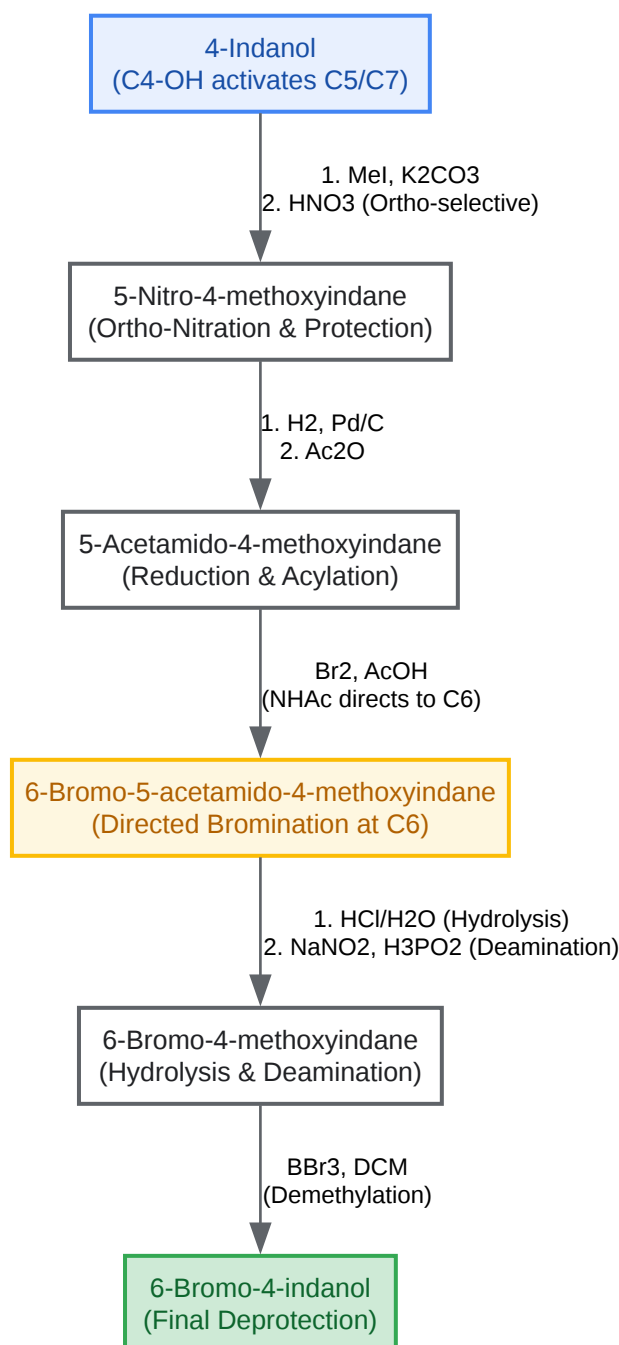 4-Indanol
(C4-OH activates C5/C7)
1. MeI, K2CO3
2. HNO3 (Ortho-selective)
5-Nitro-4-methoxyindane
(Ortho-Nitration & Protection)
1. H2, Pd/C
2. Ac2O
5-Acetamido-4-methoxyindane
(Reduction & Acylation)
Br2, AcOH
(NHAc directs to C6)
6-Bromo-5-acetamido-4-methoxyindane
(Directed Bromination at C6)
1. HCl/H2O (Hydrolysis)
2. NaNO2, H3PO2 (Deamination)
6-Bromo-4-methoxyindane
(Hydrolysis & Deamination)
BBr3, DCM
(Demethylation)
6-Bromo-4-indanol
(Final Deprotection)